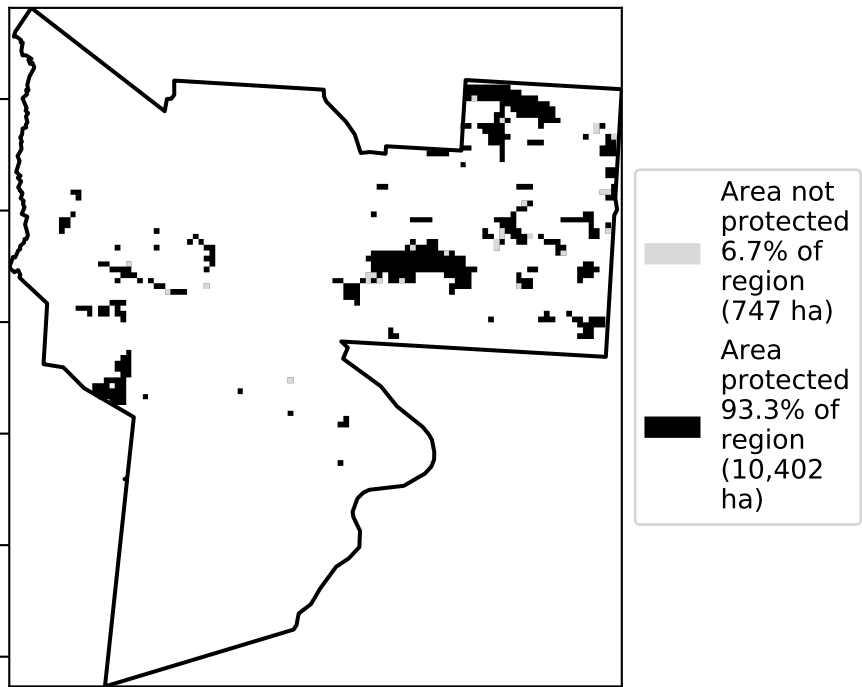 Area not
protected
6.7% of
region
(747 ha)
Area
protected
93.3% of
region
(10,402
ha)